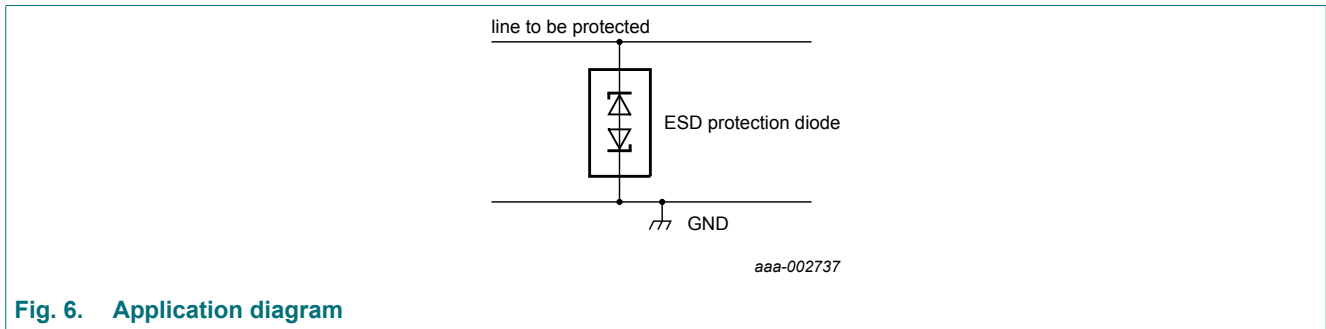 line to be protected
ESD protection diode
GND
aaa-002737
Fig. 6. Application diagram